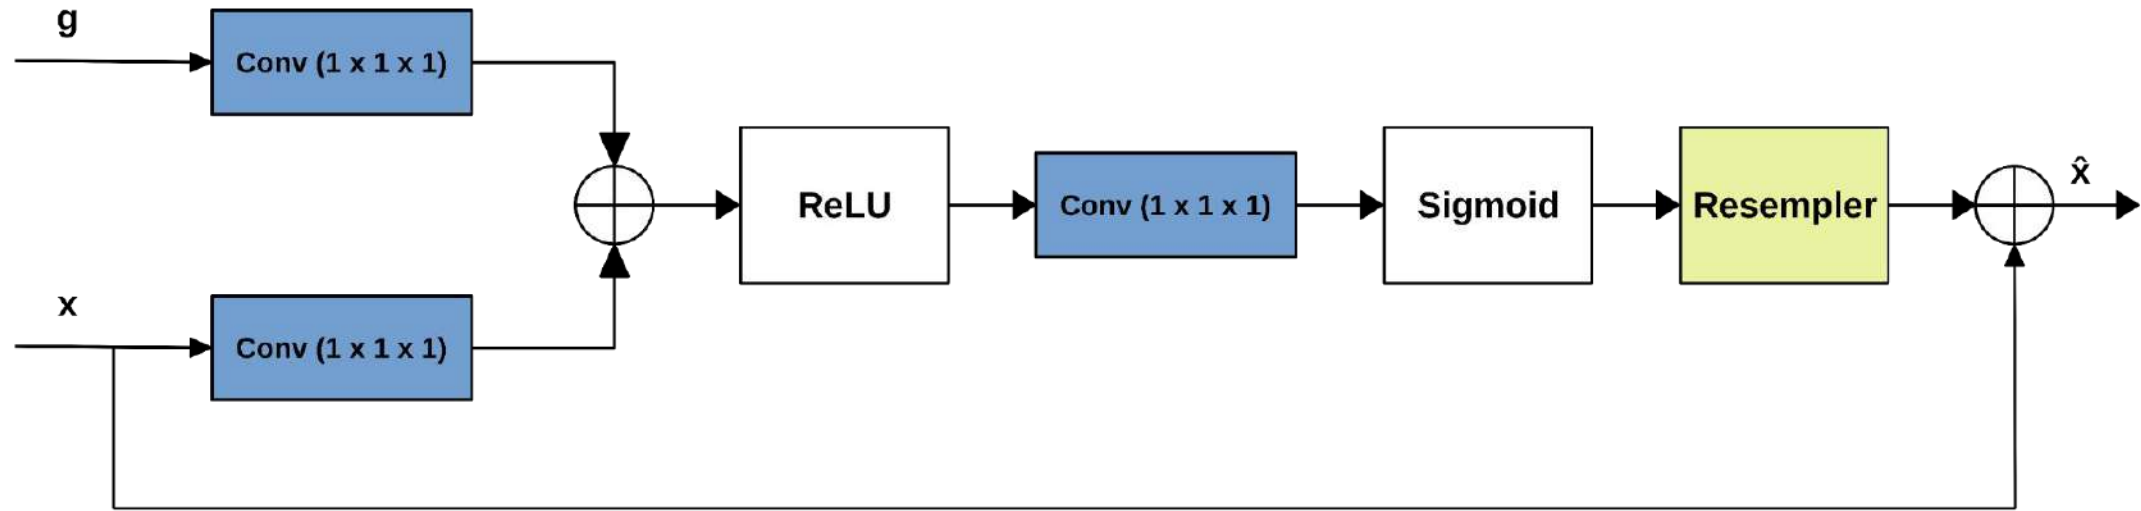 g
Conv (1 x 1 x 1)
x
Conv (1 x 1 x 1)
ReLU
Conv (1 x 1 x 1)
Sigmoid
Resempler
x̂